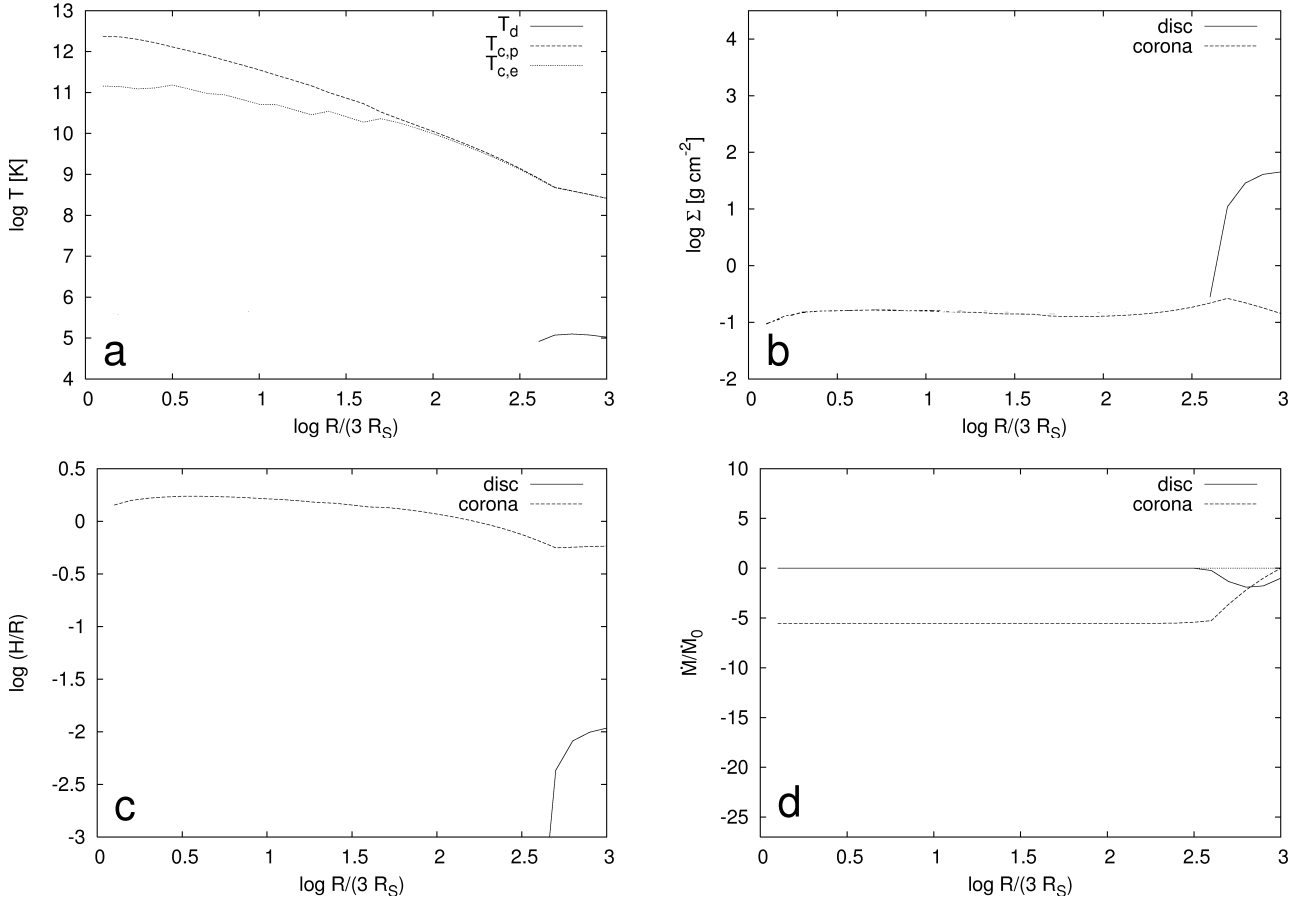 13
12
11
10
9
8
7
6
5
4
log T [K]
T_d
T_c,p
T_c,e
a
0 0.5 1 1.5 2 2.5 3
log R/(3 R_S)
4
3
2
1
0
-1
-2
log Σ [g cm^-2]
disc
corona
b
0 0.5 1 1.5 2 2.5 3
log R/(3 R_S)
0.5
0
-0.5
-1
-1.5
-2
-2.5
-3
log (H/R)
disc
corona
c
0 0.5 1 1.5 2 2.5 3
log R/(3 R_S)
10
5
0
-5
-10
-15
-20
-25
Ṁ/Ṁ_0
disc
corona
d
0 0.5 1 1.5 2 2.5 3
log R/(3 R_S)